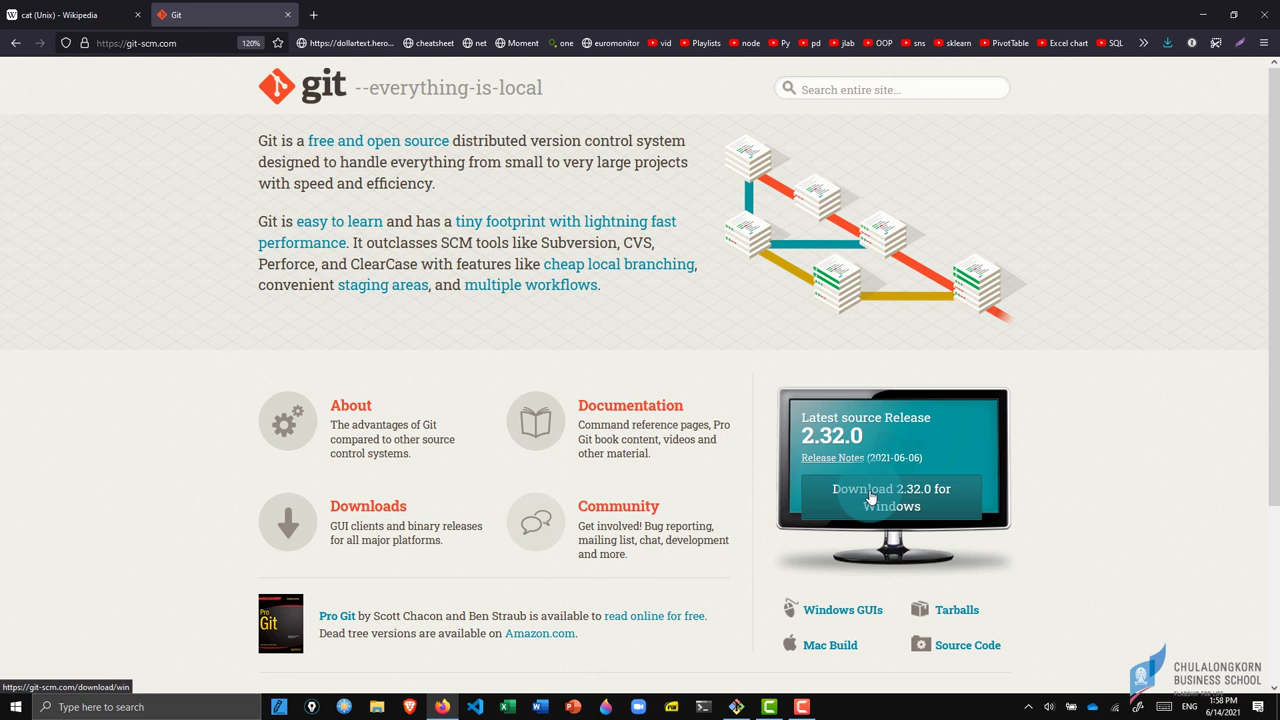 cat (Unix) - Wikipedia
Git
https://git-scm.com
120%
https://dollartext.hero...
cheatsheet
net
Moment
one
euromonitor
vid
Playlists
node
Py
pd
jlab
OOP
sns
sklearn
PivotTable
Excel chart
SQL
git --everything-is-local
Search entire site...
Git is a free and open source distributed version control system
designed to handle everything from small to very large projects
with speed and efficiency.
Git is easy to learn and has a tiny footprint with lightning fast
performance. It outclasses SCM tools like Subversion, CVS,
Perforce, and ClearCase with features like cheap local branching,
convenient staging areas, and multiple workflows.
About
The advantages of Git
compared to other source
control systems.
Documentation
Command reference pages, Pro
Git book content, videos and
other material.
Downloads
GUI clients and binary releases
for all major platforms.
Community
Get involved! Bug reporting,
mailing list, chat, development
and more.
Pro
Git
Pro Git by Scott Chacon and Ben Straub is available to read online for free.
Dead tree versions are available on Amazon.com.
Latest source Release
2.32.0
Release Notes (2021-06-06)
Download 2.32.0 for
Windows
Windows GUIs
Tarballs
Mac Build
Source Code
https://git-scm.com/download/win
CHULALONGKORN
BUSINESS SCHOOL
Type here to search
ENG
1:58 PM
6/14/2021